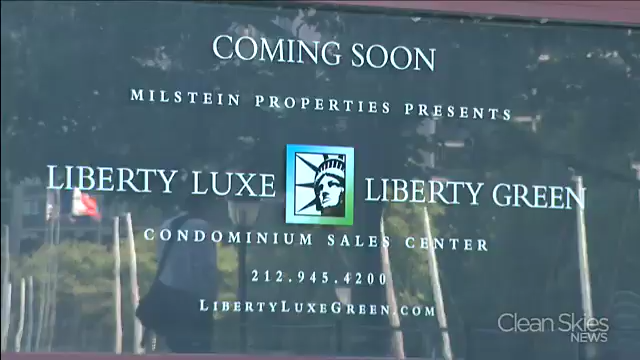 COMING SOON
MILSTEIN PROPERTIES PRESENTS
LIBERTY LUXE LIBERTY GREEN
CONDOMINIUM SALES CENTER
212.945.4200
LIBERTYLUXEGREEN.COM
Clean Skies
NEWS